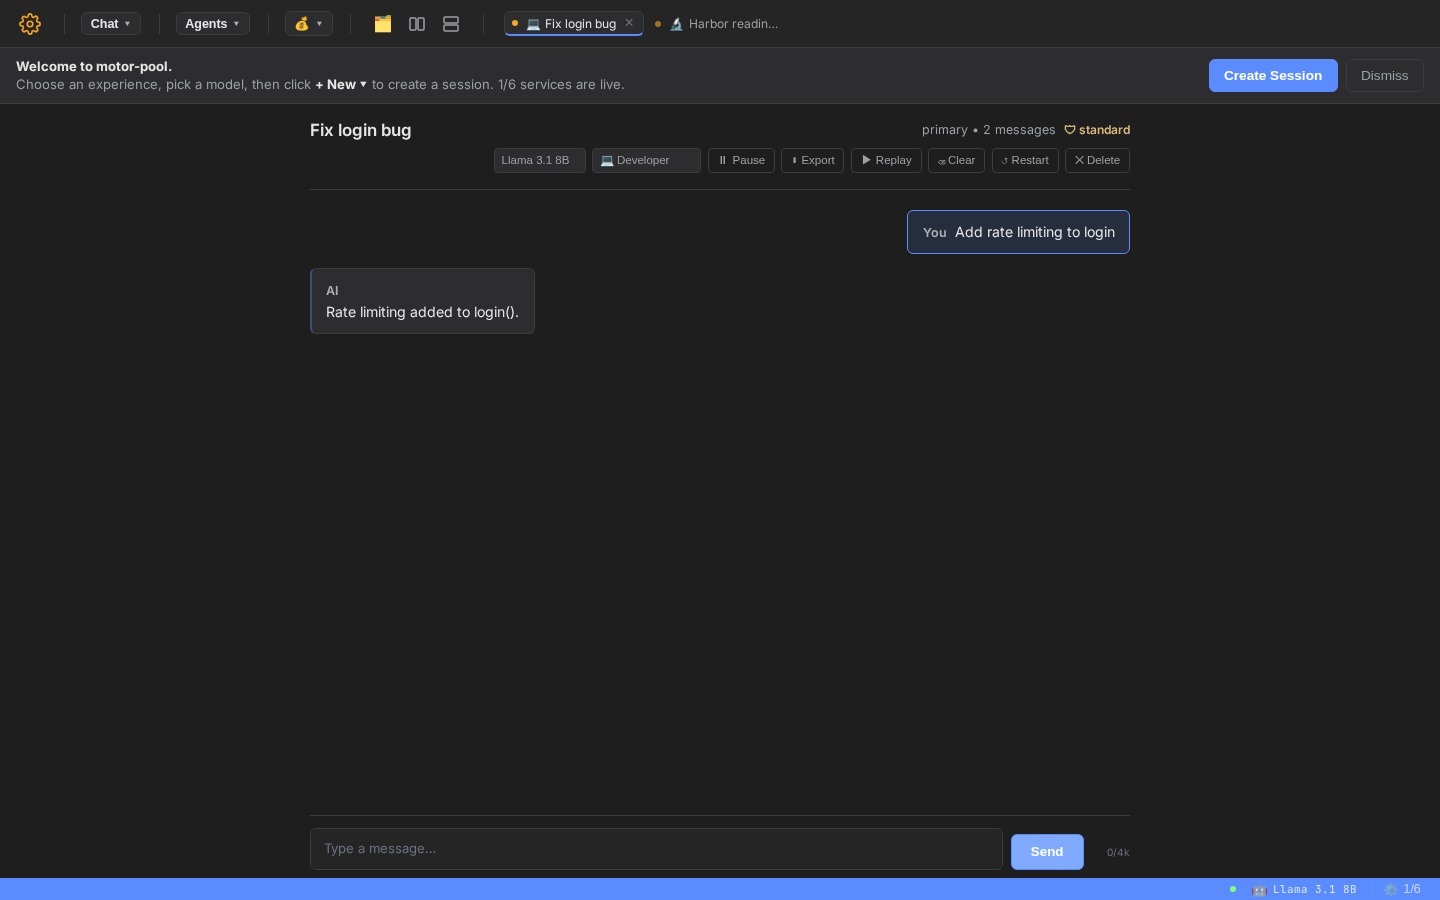 Chat ▾ Agents ▾ 💰 ▾ 💻 Fix login bug × 🔬 Harbor readin...
Welcome to motor-pool.
Choose an experience, pick a model, then click + New ▾ to create a session. 1/6 services are live.
Create Session Dismiss
Fix login bug primary • 2 messages 🛡 standard
Llama 3.1 8B 💻 Developer ⏸ Pause ⬇ Export ▶ Replay ⌫ Clear ↺ Restart ✕ Delete
You Add rate limiting to login
AI
Rate limiting added to login().
Type a message... Send 0/4k
🤖 Llama 3.1 8B ⚙️ 1/6